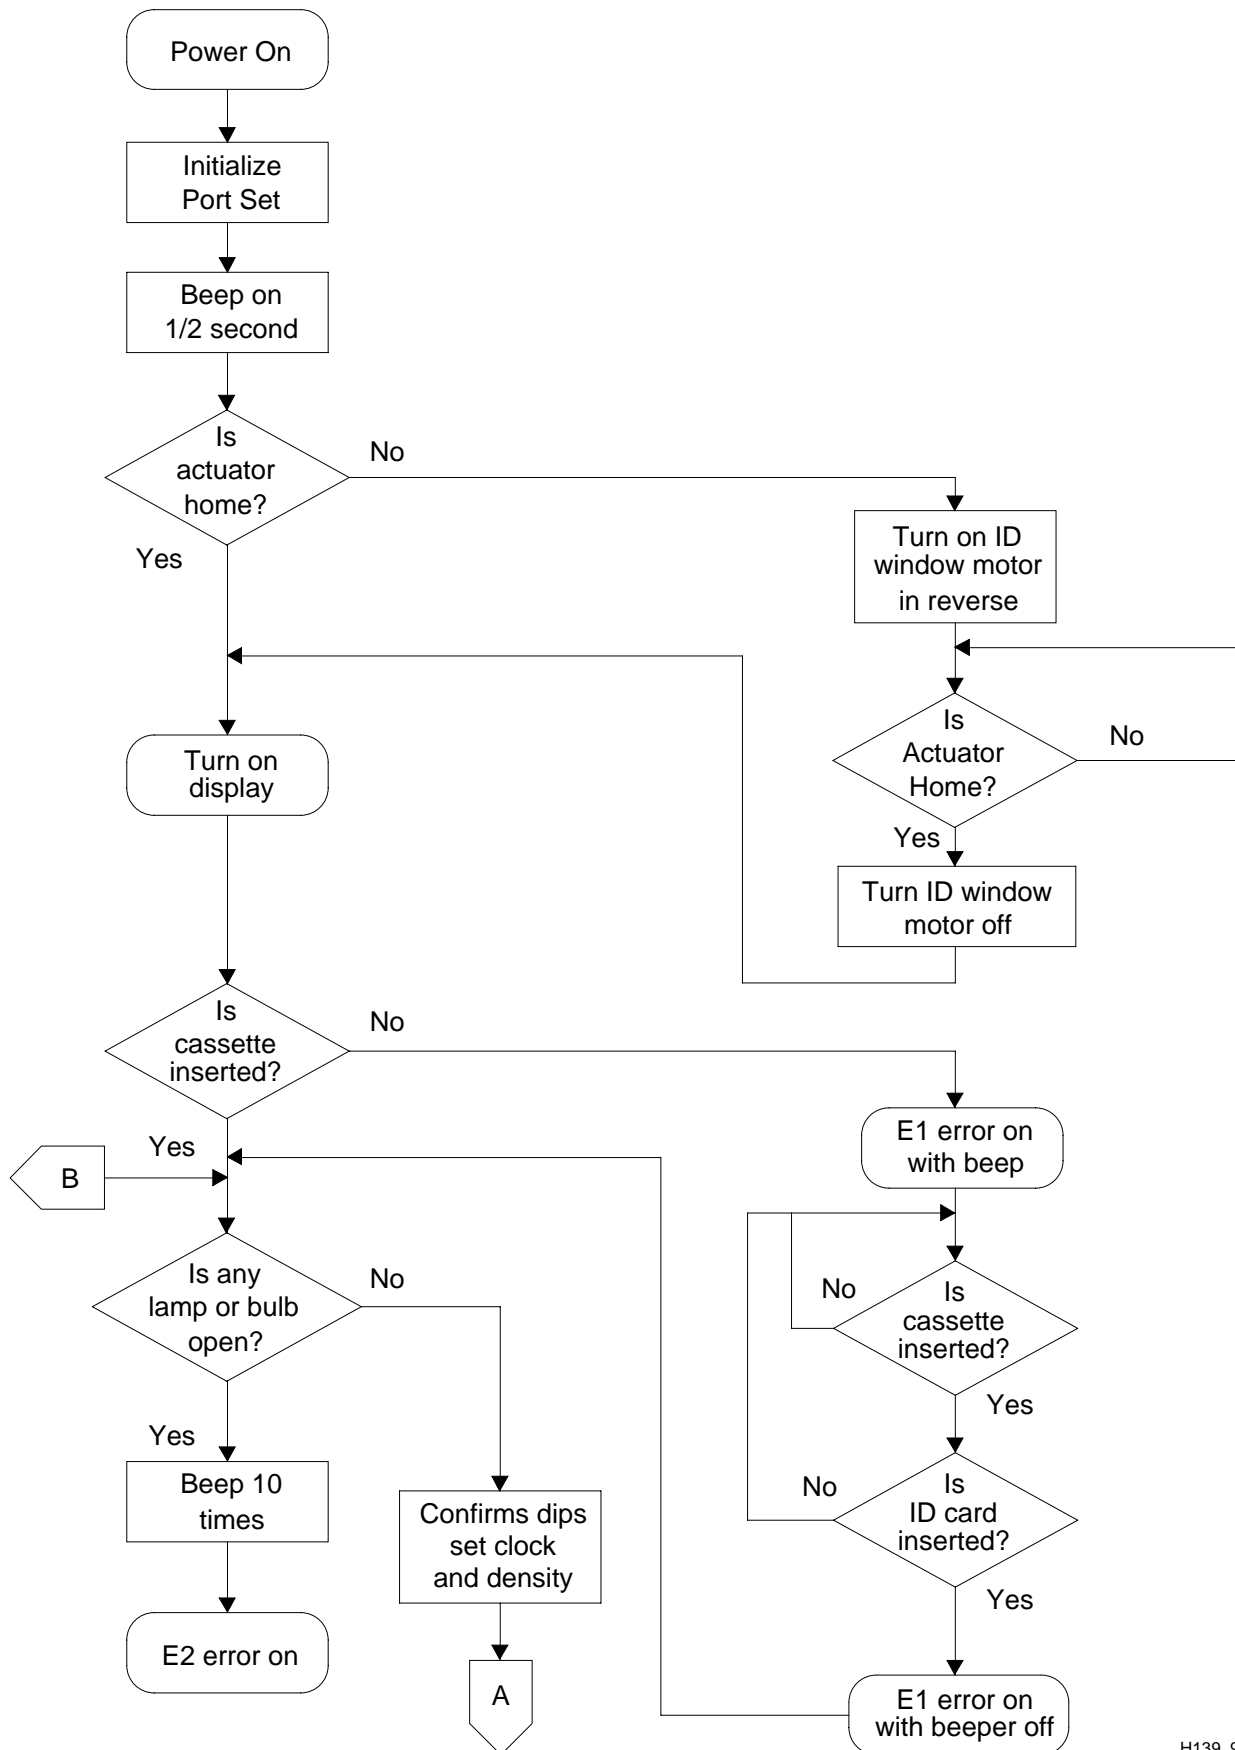 Power On
Initialize
Port Set
Beep on
1/2 second
Is
actuator
home?
No
Yes
Turn on ID
window motor
in reverse
Is
Actuator
Home?
No
Yes
Turn ID window
motor off
Turn on
display
Is
cassette
inserted?
No
Yes
E1 error on
with beep
B
Is any
lamp or bulb
open?
No
Yes
Is
cassette
inserted?
No
Yes
Beep 10
times
Confirms dips
set clock
and density
Is
ID card
inserted?
No
Yes
E2 error on
A
E1 error on
with beeper off